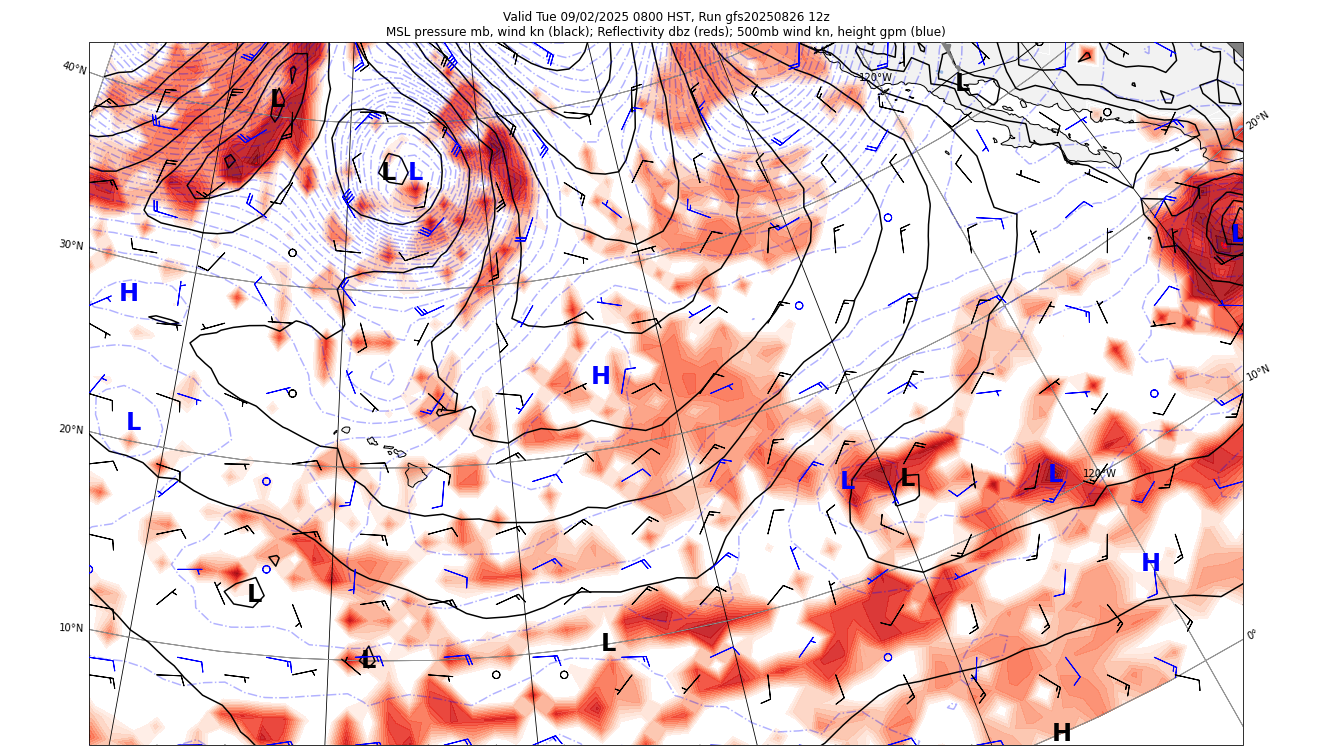 Valid Tue 09/02/2025 0800 HST, Run gfs20250826 12z
MSL pressure mb, wind kn (black); Reflectivity dbz (reds); 500mb wind kn, height gpm (blue)
40°N
120°W
L
L
20°N
L L
30°N
L
H
10°N
H
L
20°N
L
L
L
120°W
H
L
10°N
L
L
0°
H